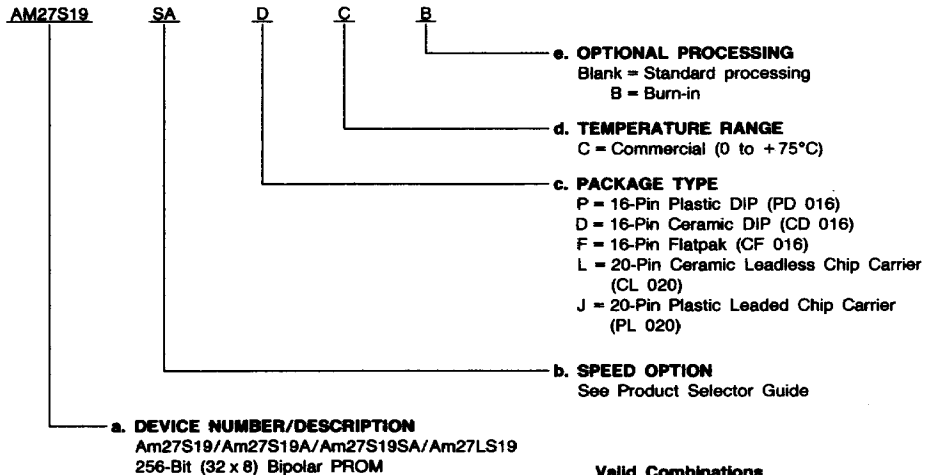 AM27S19 SA D C B
e. OPTIONAL PROCESSING
Blank = Standard processing
B = Burn-in
d. TEMPERATURE RANGE
C = Commercial (0 to +75°C)
c. PACKAGE TYPE
P = 16-Pin Plastic DIP (PD 016)
D = 16-Pin Ceramic DIP (CD 016)
F = 16-Pin Flatpak (CF 016)
L = 20-Pin Ceramic Leadless Chip Carrier
(CL 020)
J = 20-Pin Plastic Leaded Chip Carrier
(PL 020)
b. SPEED OPTION
See Product Selector Guide
a. DEVICE NUMBER/DESCRIPTION
Am27S19/Am27S19A/Am27S19SA/Am27LS19
256-Bit (32 x 8) Bipolar PROM
Valid Combinations